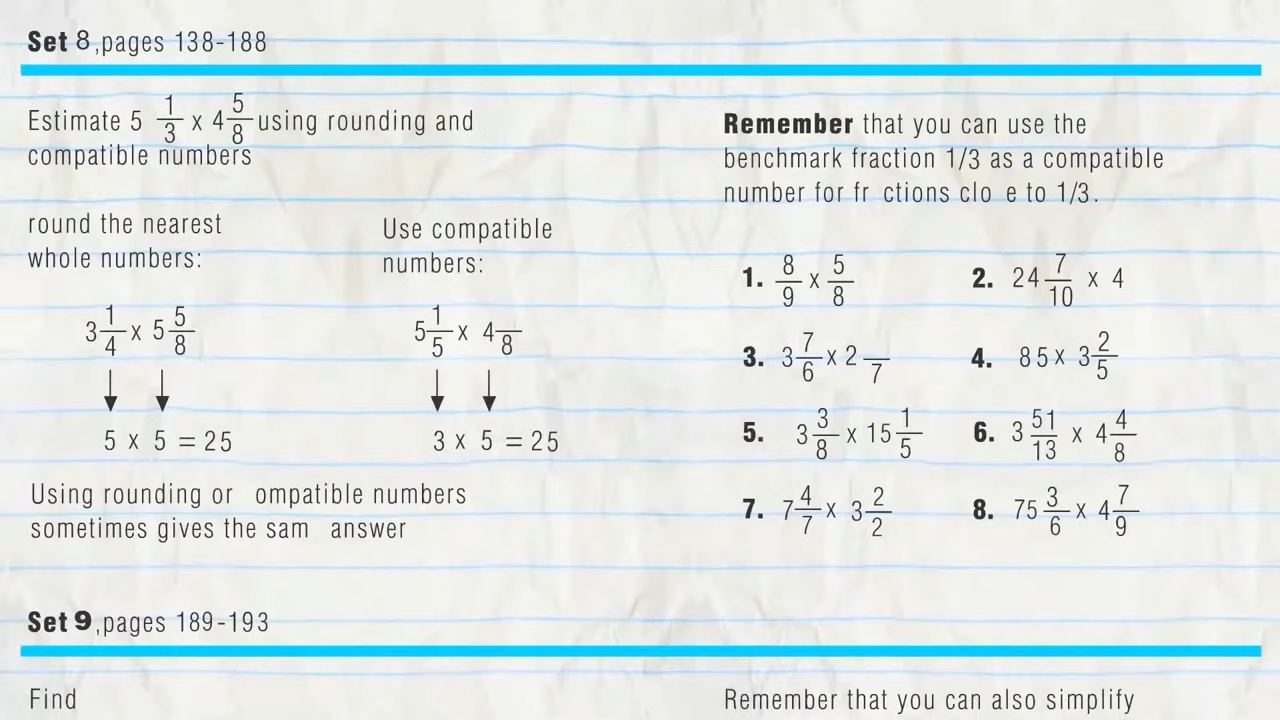 Set 8,pages 138-188
Estimate 5 1/3 x 4 5/8 using rounding and
compatible numbers
round the nearest
whole numbers:
3 1/4 x 5 5/8
5 x 5 = 25
Use compatible
numbers:
5 1/5 x 4 /8
3 x 5 = 25
Using rounding or ompatible numbers
sometimes gives the sam answer
Remember that you can use the
benchmark fraction 1/3 as a compatible
number for fr ctions clo e to 1/3.
1. 8/9 x 5/8
2. 24 7/10 x 4
3. 3 7/6 x 2 /7
4. 85 x 3 2/5
5. 3 3/8 x 15 1/5
6. 3 51/13 x 4 4/8
7. 7 4/7 x 3 2/2
8. 75 3/6 x 4 7/9
Set 9,pages 189-193
Find
Remember that you can also simplify